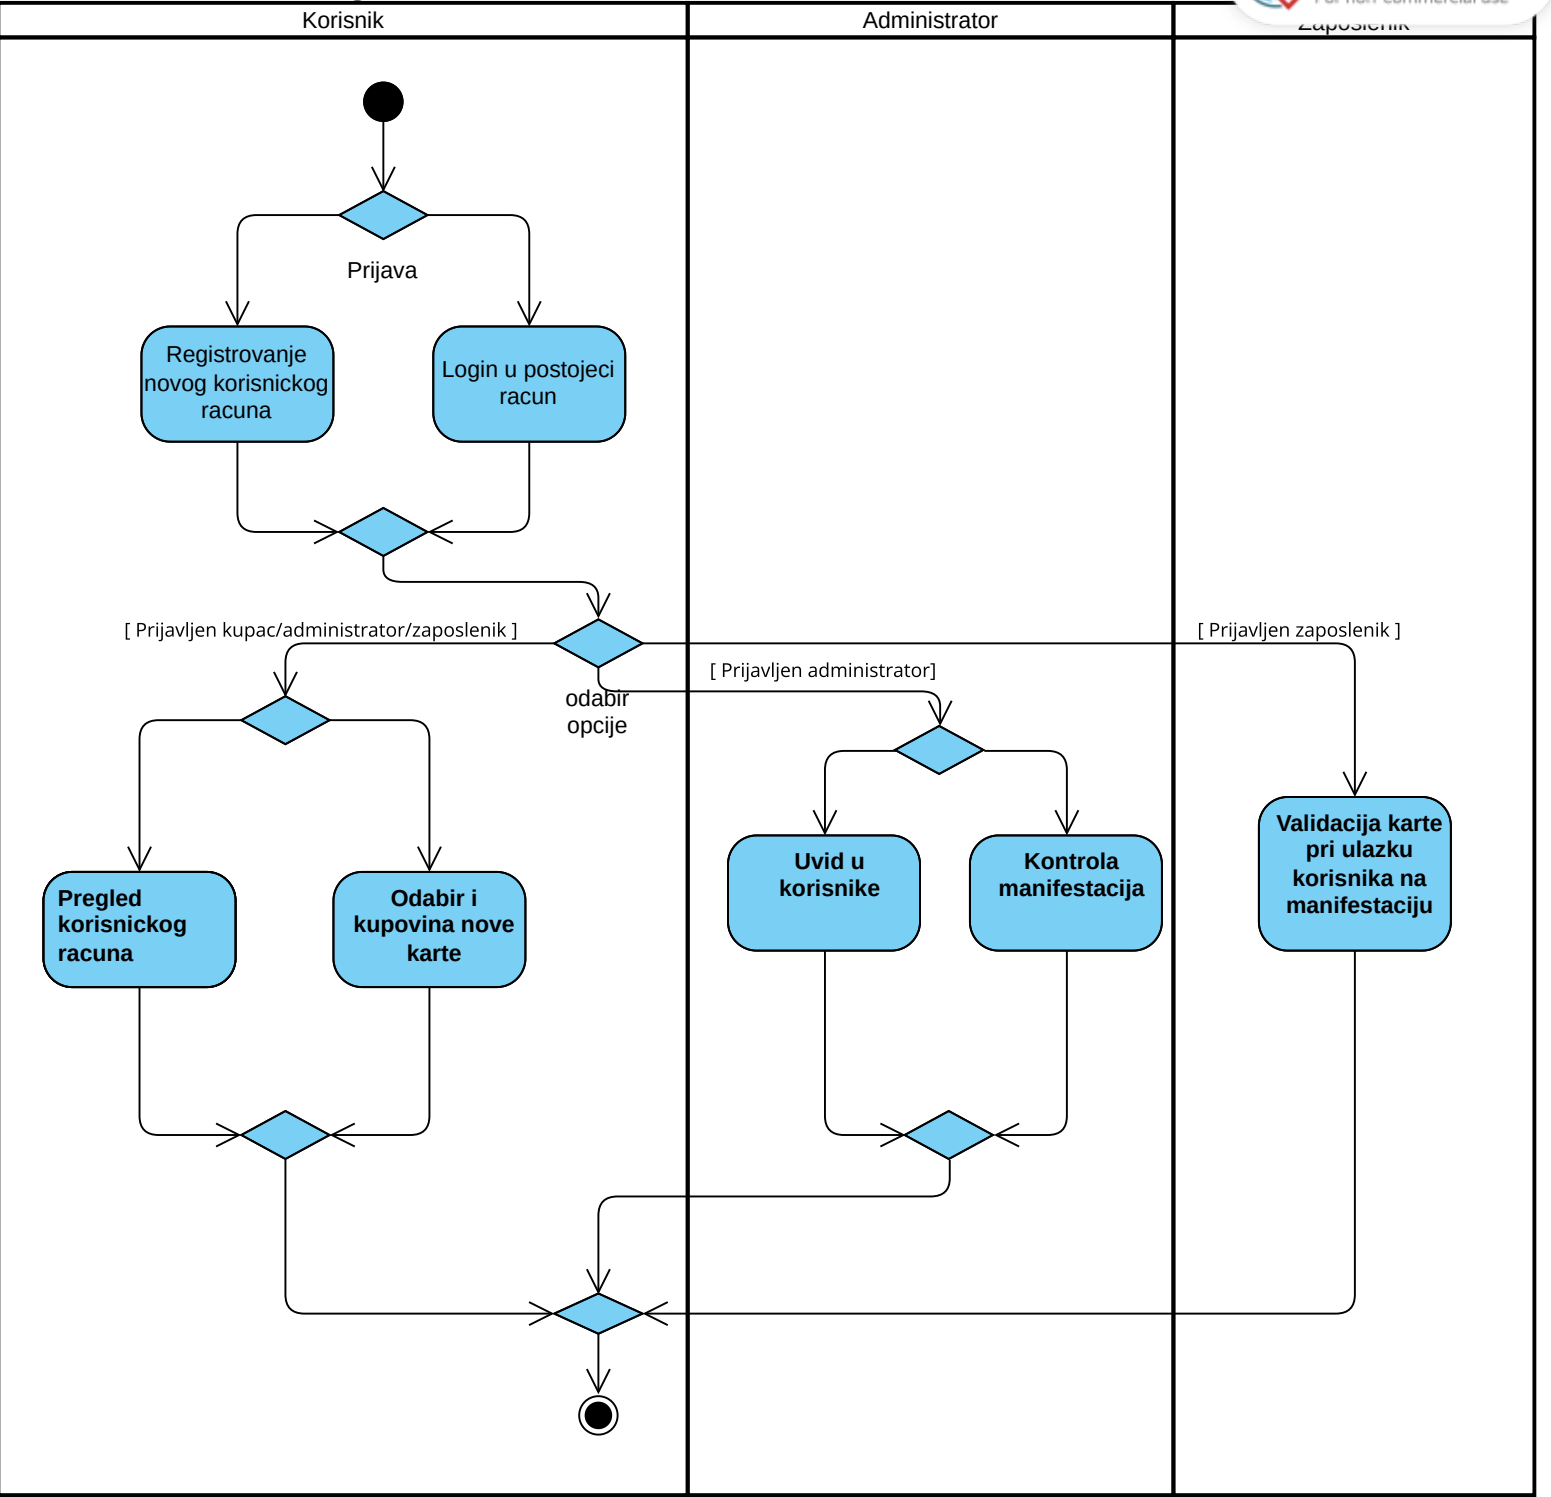 Korisnik
Administrator
Zaposlenik
Prijava
Registrovanje
novog korisnickog
racuna
Login u postojeci
racun
[ Prijavljen kupac/administrator/zaposlenik ]
[ Prijavljen zaposlenik ]
[ Prijavljen administrator]
odabir
opcije
Pregled
korisnickog
racuna
Odabir i
kupovina nove
karte
Uvid u
korisnike
Kontrola
manifestacija
Validacija karte
pri ulazku
korisnika na
manifestaciju